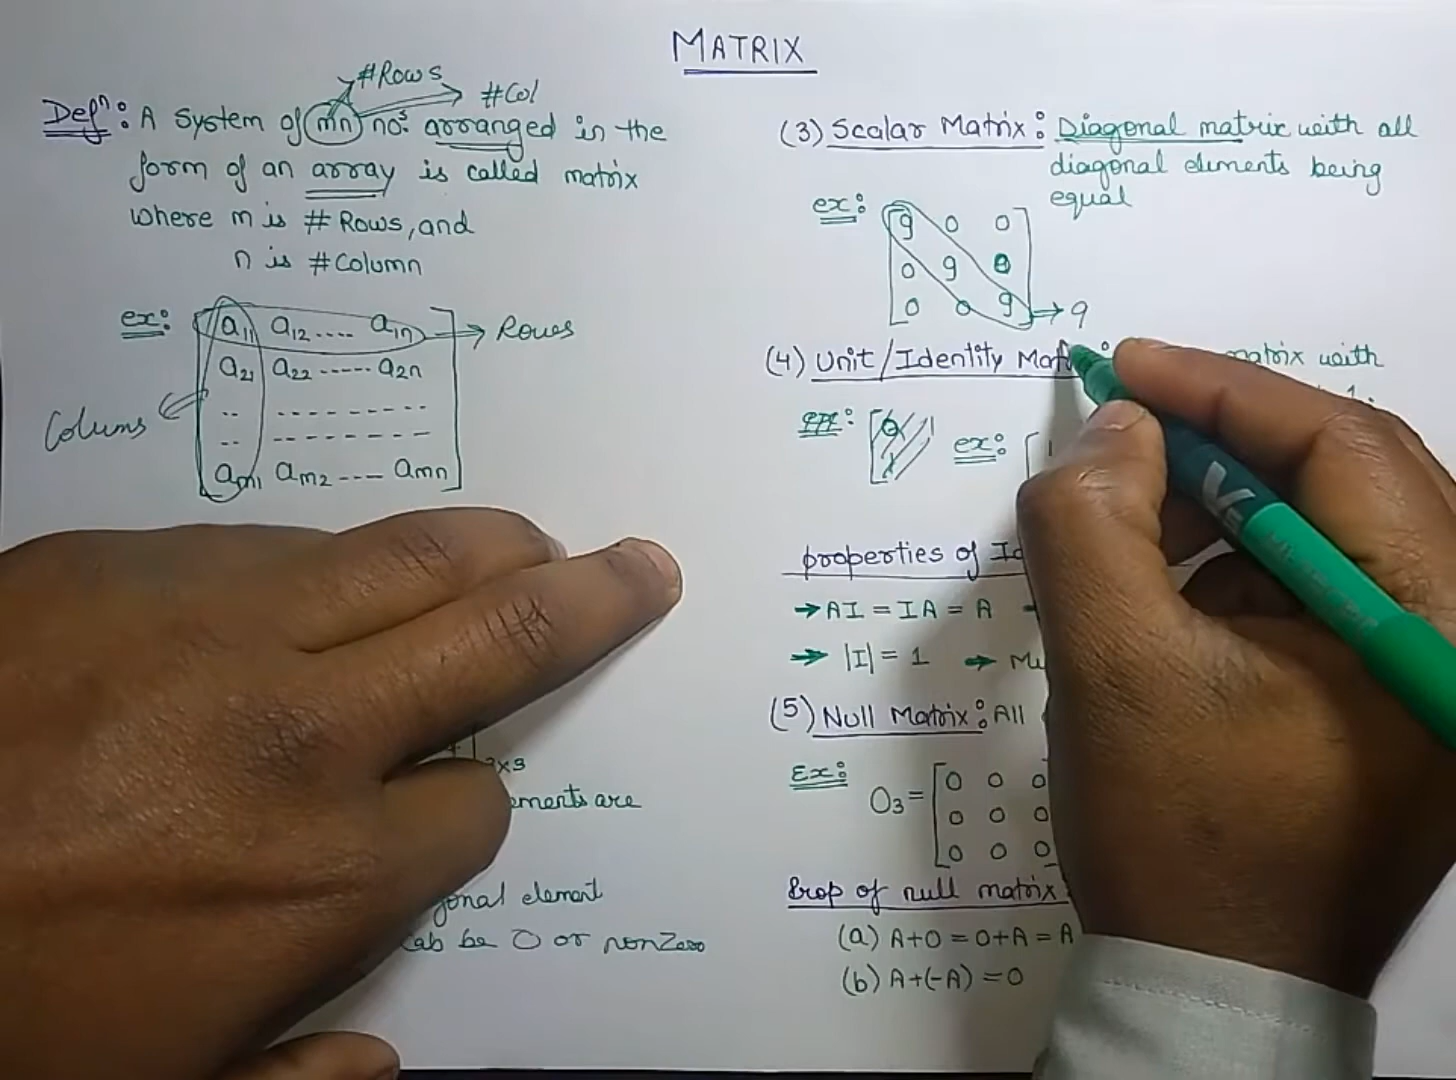 MATRIX
#Rows
#Col
Defⁿ: A system of mn noˢ. arranged in the
form of an array is called matrix
where m is # Rows, and
n is #Column
ex:
a11 a12 .... a1n
Rows
a21 a22 ------ a2n
.. ----------
.. ----------
am1 am2 ---- amn
Colums
ements are
gonal element
be 0 or nonZero
(3) Scalar Matrix: Diagonal matrix with all
diagonal elements being
equal
ex:
9 0 0
0 9 0
0 0 9
9
(4) Unit/Identity Mat
matrix with
1.
ex: [1
properties of Id
→ AI = IA = A
→ |I| = 1 → Mu
(5) Null Matrix: All
Ex: O3 =
0 0 0
0 0 0
0 0 0
Prop of null matrix
(a) A+O = O+A = A
(b) A+(-A) = O